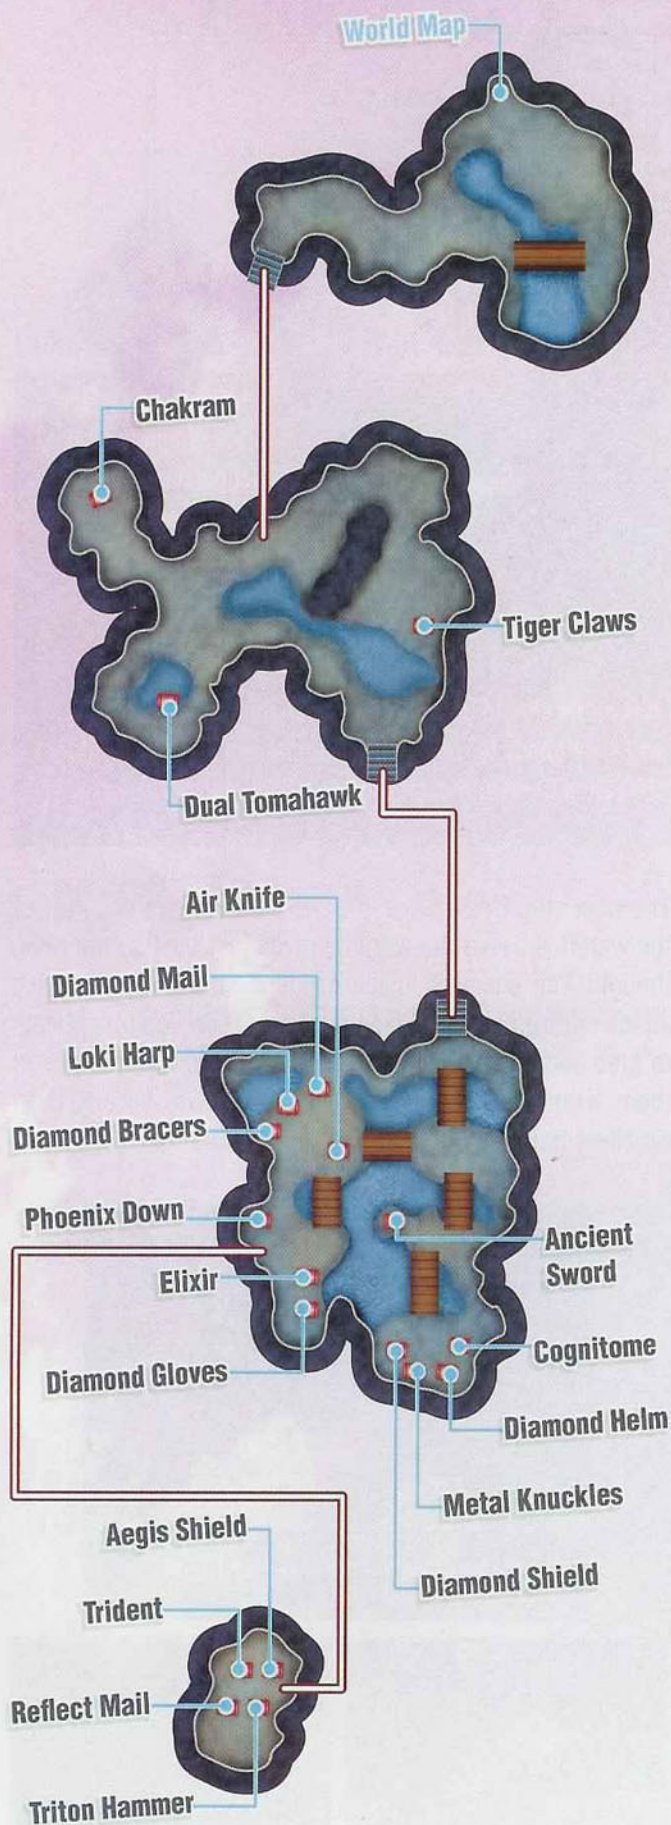 World Map
Chakram
Tiger Claws
Dual Tomahawk
Air Knife
Diamond Mail
Loki Harp
Diamond Bracers
Phoenix Down
Ancient
Sword
Elixir
Cognitome
Diamond Gloves
Diamond Helm
Metal Knuckles
Aegis Shield
Diamond Shield
Trident
Reflect Mail
Triton Hammer